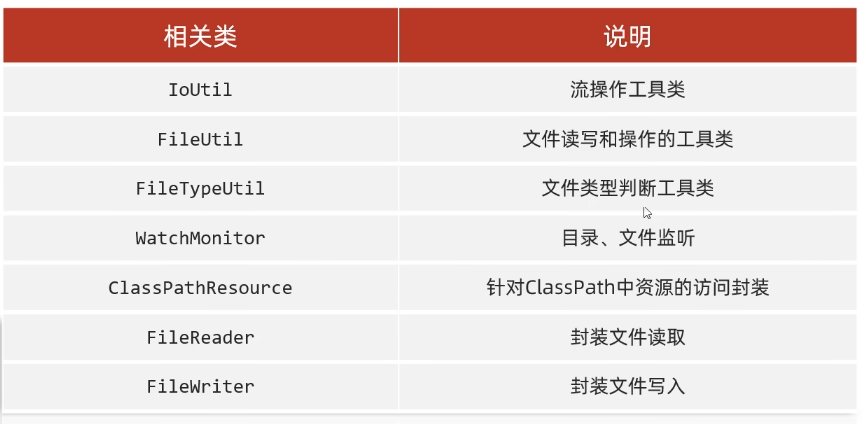 相关类 说明
IoUtil 流操作工具类
FileUtil 文件读写和操作的工具类
FileTypeUtil 文件类型判断工具类
WatchMonitor 目录、文件监听
ClassPathResource 针对ClassPath中资源的访问封装
FileReader 封装文件读取
FileWriter 封装文件写入